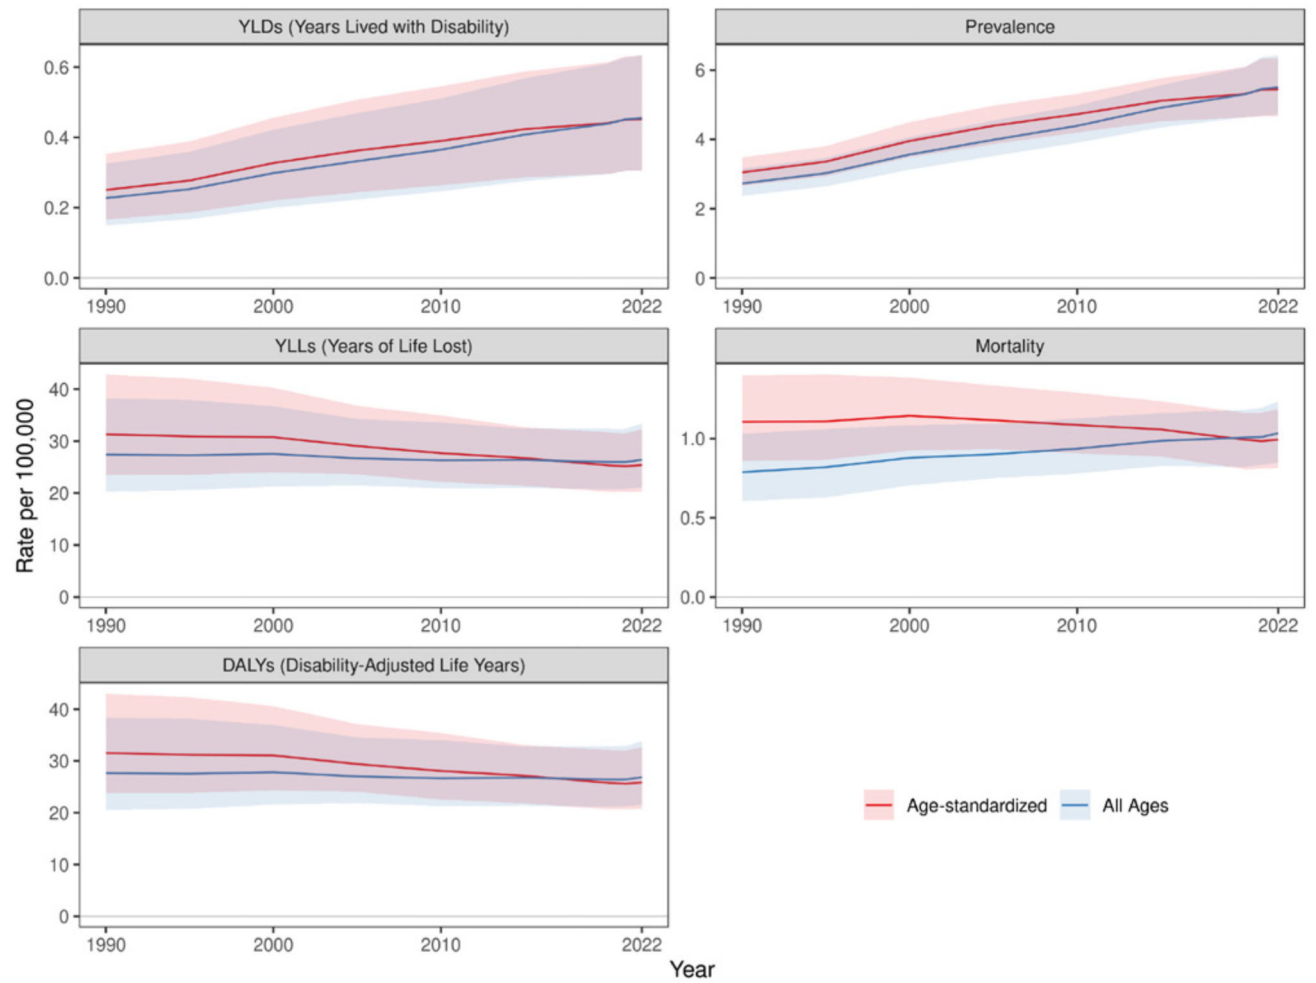 YLDs (Years Lived with Disability)
Prevalence
0.6
0.4
0.2
0.0
1990 2000 2010 2022
6
4
2
0
1990 2000 2010 2022
YLLs (Years of Life Lost)
Mortality
40
30
20
10
0
1990 2000 2010 2022
1.0
0.5
0.0
1990 2000 2010 2022
DALYs (Disability-Adjusted Life Years)
40
30
20
10
0
1990 2000 2010 2022
Rate per 100,000
Year
Age-standardized
All Ages